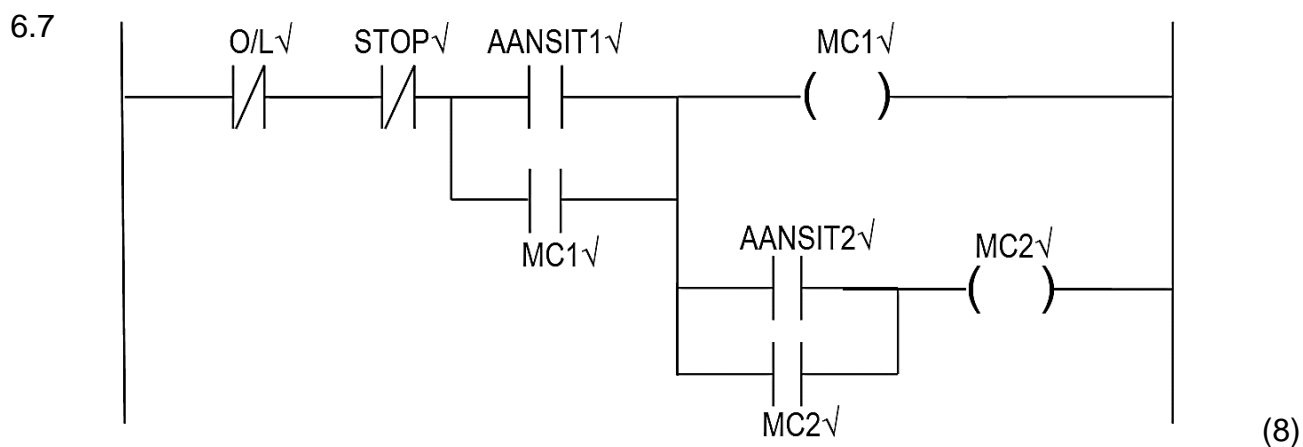 6.7
O/L√ STOP√ AANSIT1√ MC1√
MC1√
AANSIT2√ MC2√
MC2√
(8)